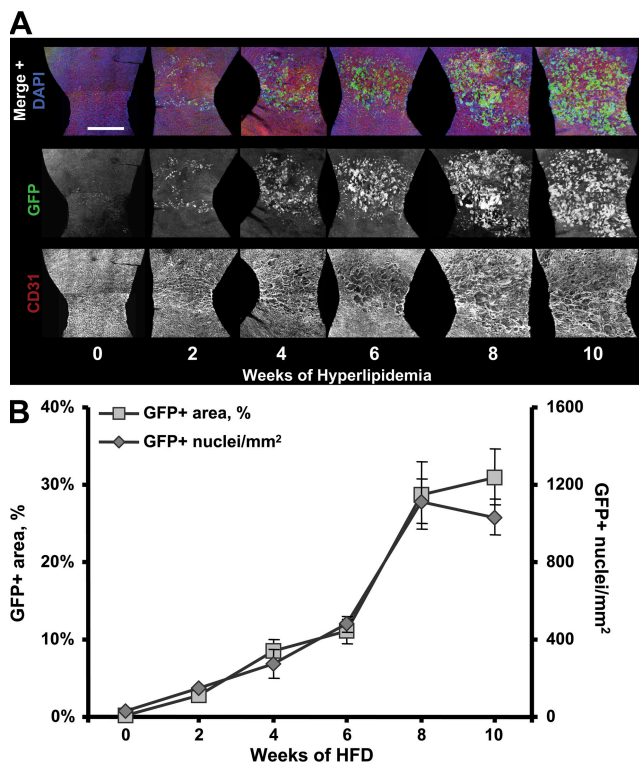 A
Merge +
DAPI
GFP
CD31
0 2 4 6 8 10
Weeks of Hyperlipidemia
B
40% 1600
GFP+ area, %
GFP+ nuclei/mm²
30% 1200
20% 800
10% 400
0% 0
GFP+ area, %
GFP+ nuclei/mm²
0 2 4 6 8 10
Weeks of HFD